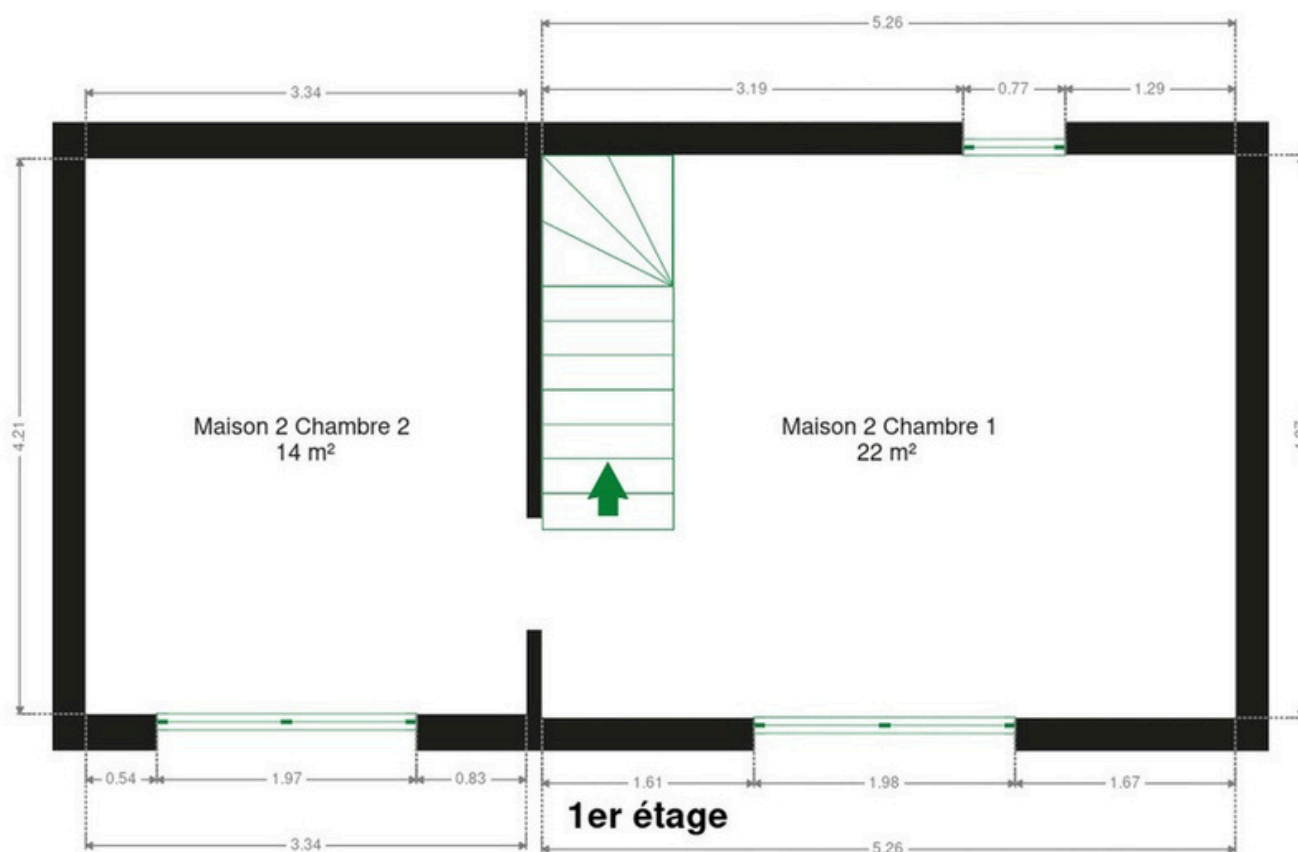 5.26
3.34
3.19
0.77
1.29
4.21
Maison 2 Chambre 2
14 m²
Maison 2 Chambre 1
22 m²
0.54
1.97
0.83
1.61
1.98
1.67
1er étage
3.34
5.26